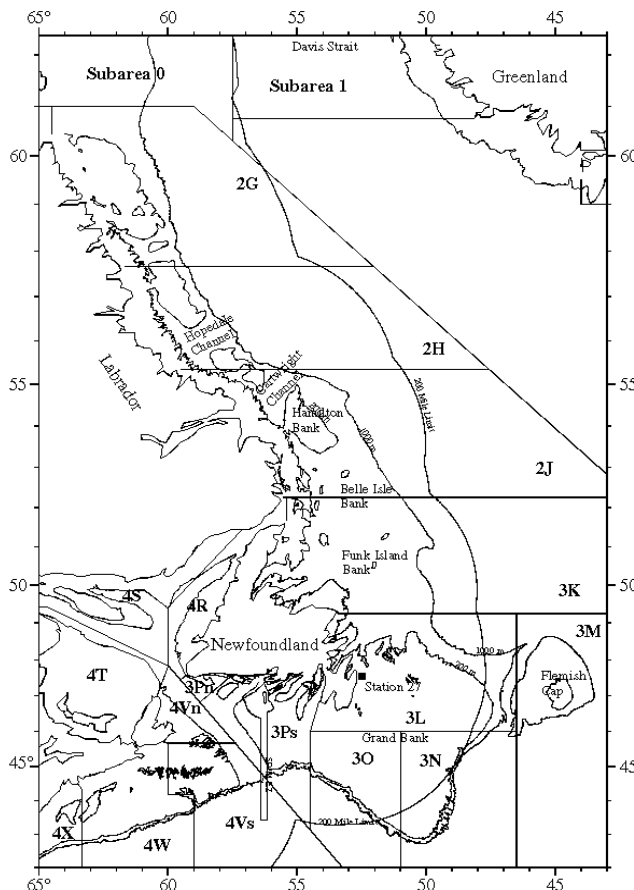 65° 60 55 50 45
Davis Strait
Greenland
Subarea 0
Subarea 1
60 60
2G
Hopedale
Channel
2H
Cartwright
Channel
55 55
Labrador
200 Mile Limit
Hamilton
Bank
1000 m
2J
Belle Isle
Bank
Funk Island
Bank
50 50
4S
4R
3K
3M
Newfoundland
1000 m
200 m
4T
Flemish
Cap
3Pn
Station 27
4Vn
3L
3Ps
Grand Bank
3O
3N
45 45
4Vs
200 Mile Limit
4X
4W
65° 60 55 50 45